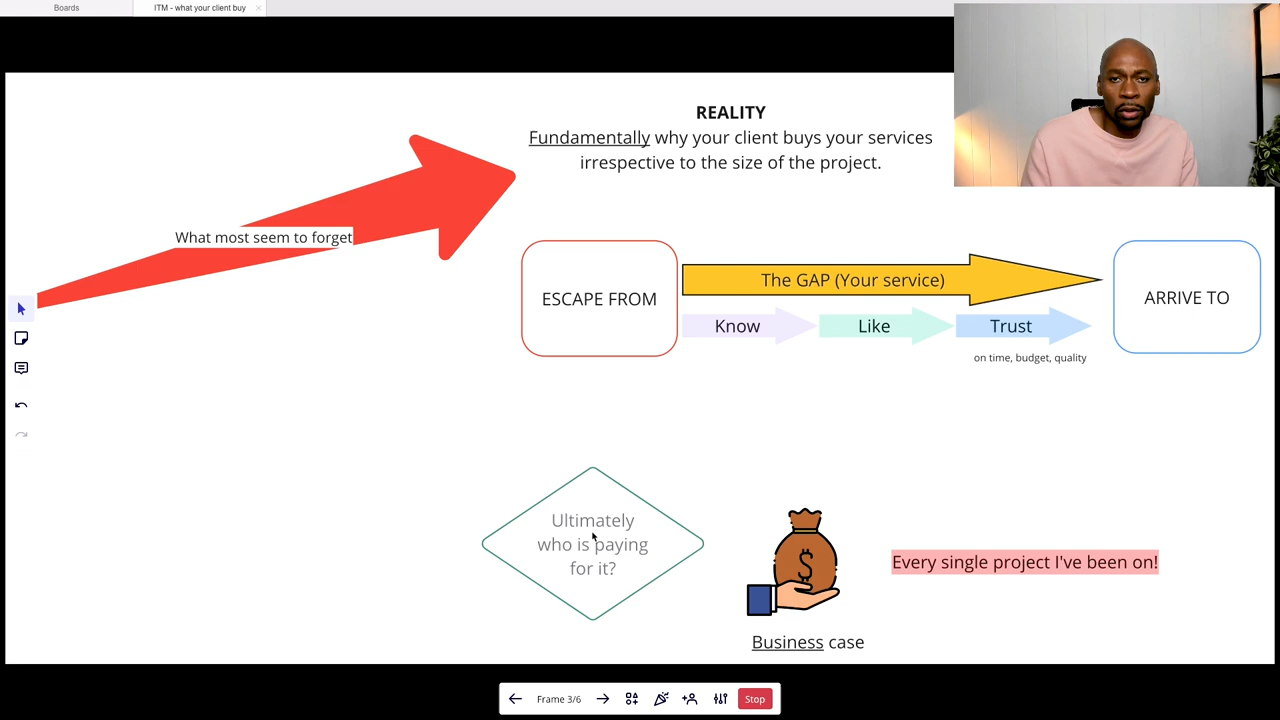 Boards
ITM - what your client buy
REALITY
Fundamentally why your client buys your services
irrespective to the size of the project.
What most seem to forget
ESCAPE FROM
The GAP (Your service)
ARRIVE TO
Know
Like
Trust
on time, budget, quality
Ultimately
who is paying
for it?
$
Every single project I've been on!
Business case
Frame 3/6
Stop